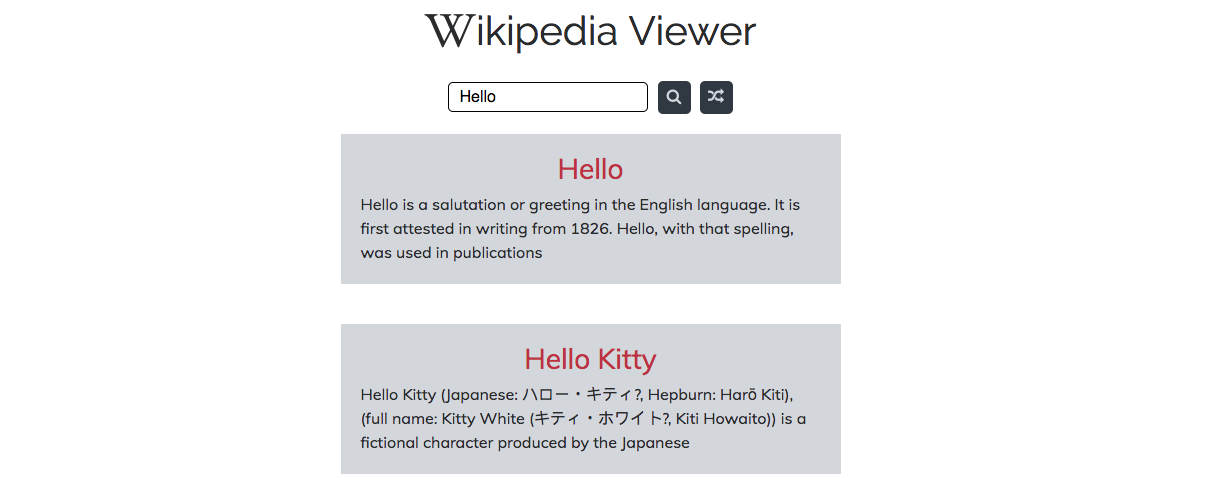 Wikipedia Viewer
Hello
Hello
Hello is a salutation or greeting in the English language. It is
first attested in writing from 1826. Hello, with that spelling,
was used in publications
Hello Kitty
Hello Kitty (Japanese: ハロー・キティ?, Hepburn: Harō Kiti),
(full name: Kitty White (キティ・ホワイト?, Kiti Howaito)) is a
fictional character produced by the Japanese